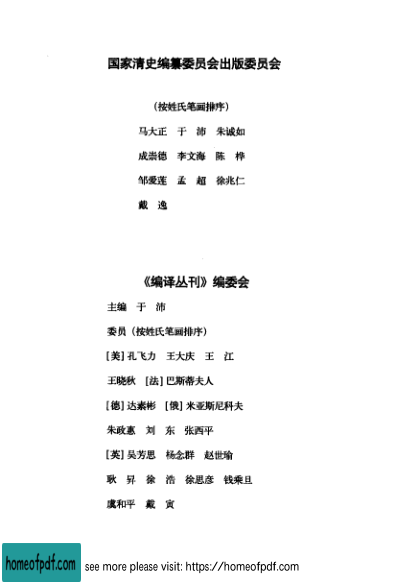 国家清史编纂委员会出版委员会
（按姓氏笔画排序）
马大正 于 沛 朱诚如
成崇德 李文海 陈 桦
邹爱莲 孟 超 徐兆仁
戴 逸
《编译丛刊》编委会
主编 于 沛
委员（按姓氏笔画排序）
[美]孔飞力 王大庆 王 江
王晓秋 [法]巴斯蒂夫人
[德]达素彬 [俄]米亚斯尼科夫
朱政惠 刘 东 张西平
[英]吴芳思 杨念群 赵世瑜
耿 昇 徐 浩 徐思彦 钱乘旦
虞和平 戴 寅
homeofpdf.com see more please visit: https://homeofpdf.com